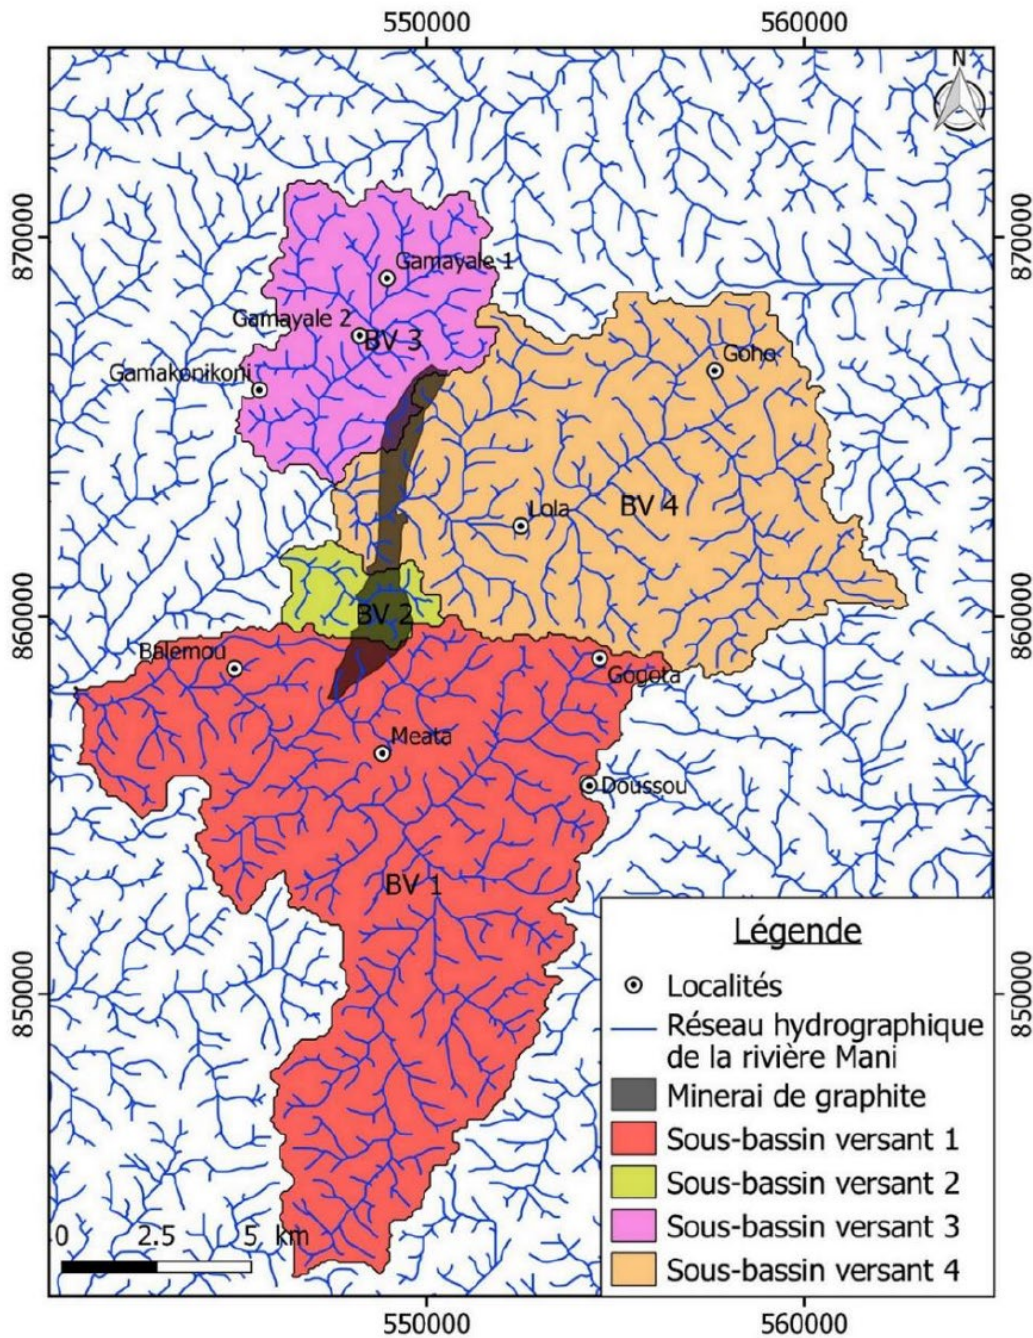 550000
560000
N
870000
870000
Gamayale 1
Gamayale 2
BV 3
Gamakonikoni
Goho
Lola
BV 4
860000
860000
BV 2
Balemou
Gogota
Meata
Doussou
BV 1
850000
850000
Légende
Localités
Réseau hydrographique
de la rivière Mani
Minerai de graphite
Sous-bassin versant 1
Sous-bassin versant 2
Sous-bassin versant 3
Sous-bassin versant 4
0 2.5 5 km
550000
560000